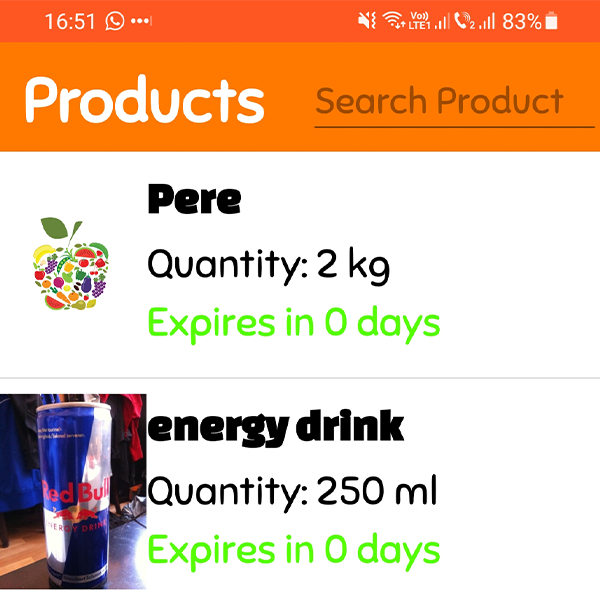 16:51
Vo))
LTE1 2 83%
Products
Search Product
Pere
Quantity: 2 kg
Expires in 0 days
energy drink
Quantity: 250 ml
Expires in 0 days
Red Bull
ENERGY DRINK